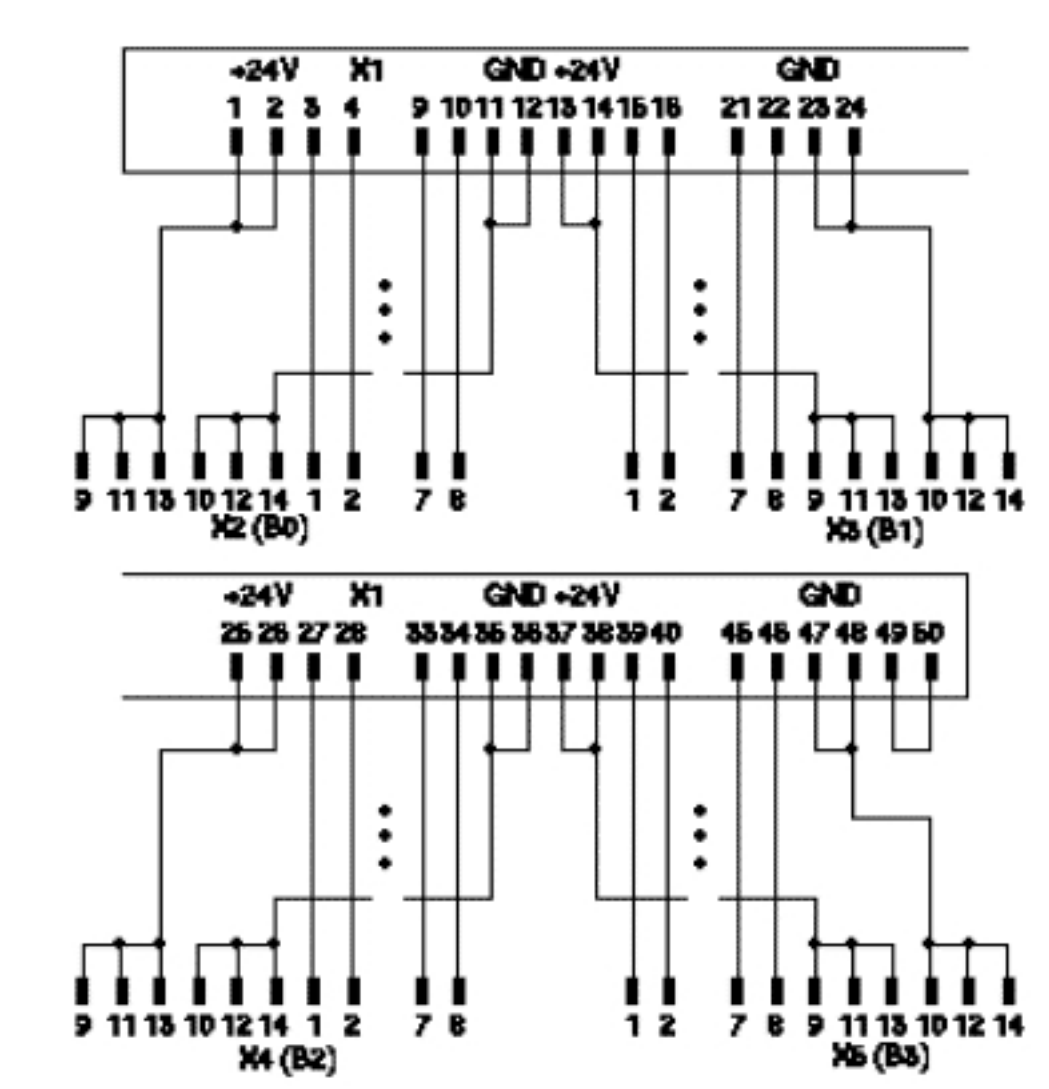 +24V X1 GND +24V GND
1 2 3 4 9 10 11 12 13 14 15 16 21 22 23 24
9 11 13 10 12 14 1 2 7 8 1 2 7 8 9 11 13 10 12 14
X2 (B0) X3 (B1)
+24V X1 GND +24V GND
25 26 27 28 33 34 35 36 37 38 39 40 45 46 47 48 49 50
9 11 13 10 12 14 1 2 7 8 1 2 7 8 9 11 13 10 12 14
X4 (B2) X5 (B3)